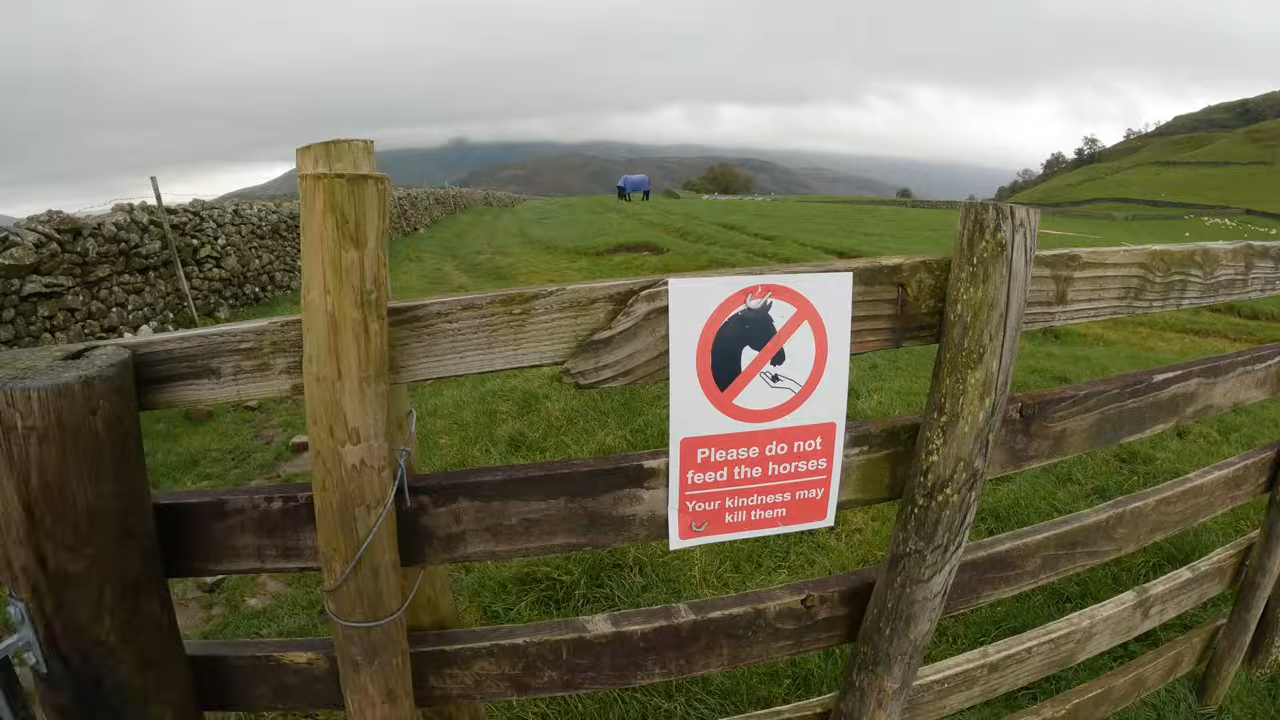 Please do not
feed the horses
Your kindness may
kill them